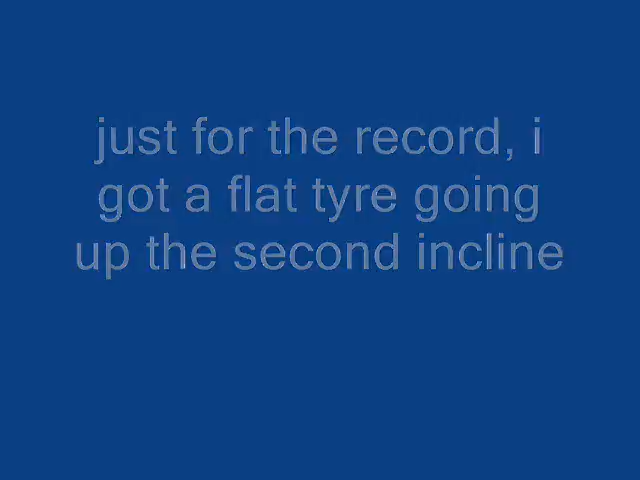 just for the record, i
got a flat tyre going
up the second incline